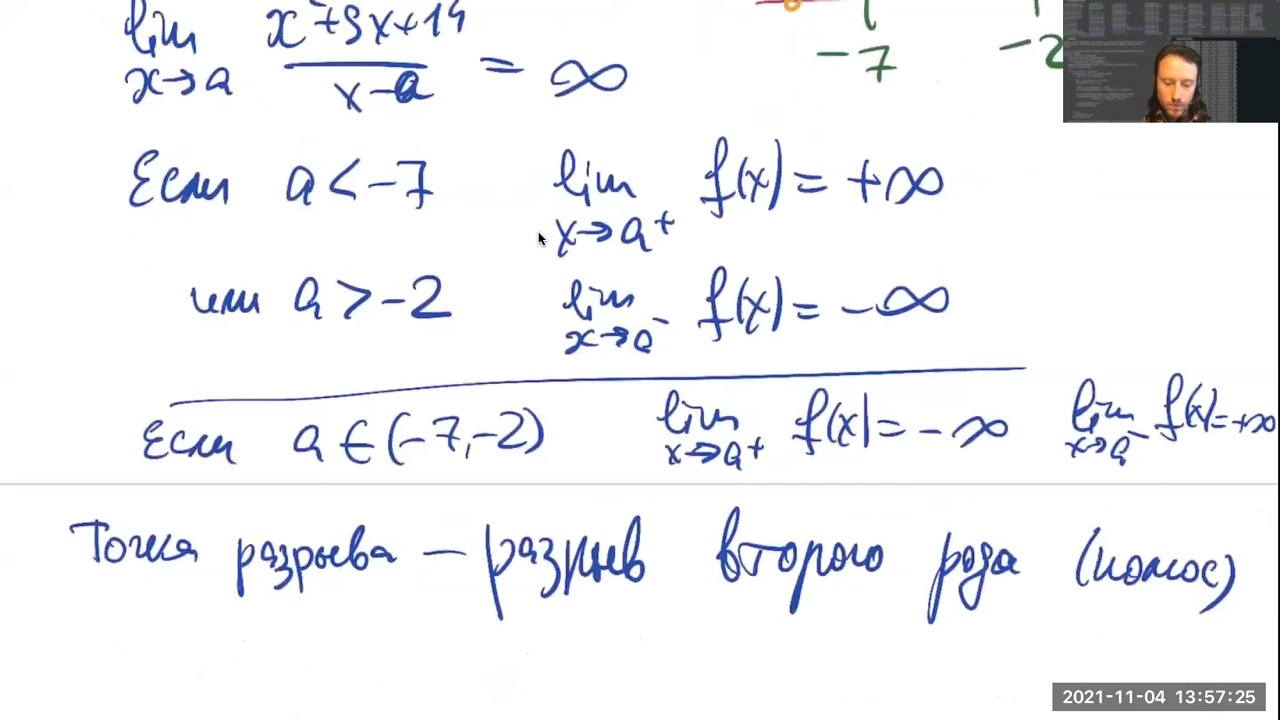 lim x→a x²+9x+14 / x-a = ∞
-7 -2
Если a < -7 lim x→a⁺ f(x) = +∞
или a > -2 lim x→a⁻ f(x) = -∞
Если a ∈ (-7, -2) lim x→a⁺ f(x) = -∞ lim x→a⁻ f(x) = +∞
Точка разрыва — разрыв второго рода (полюс)
2021-11-04 13:57:25